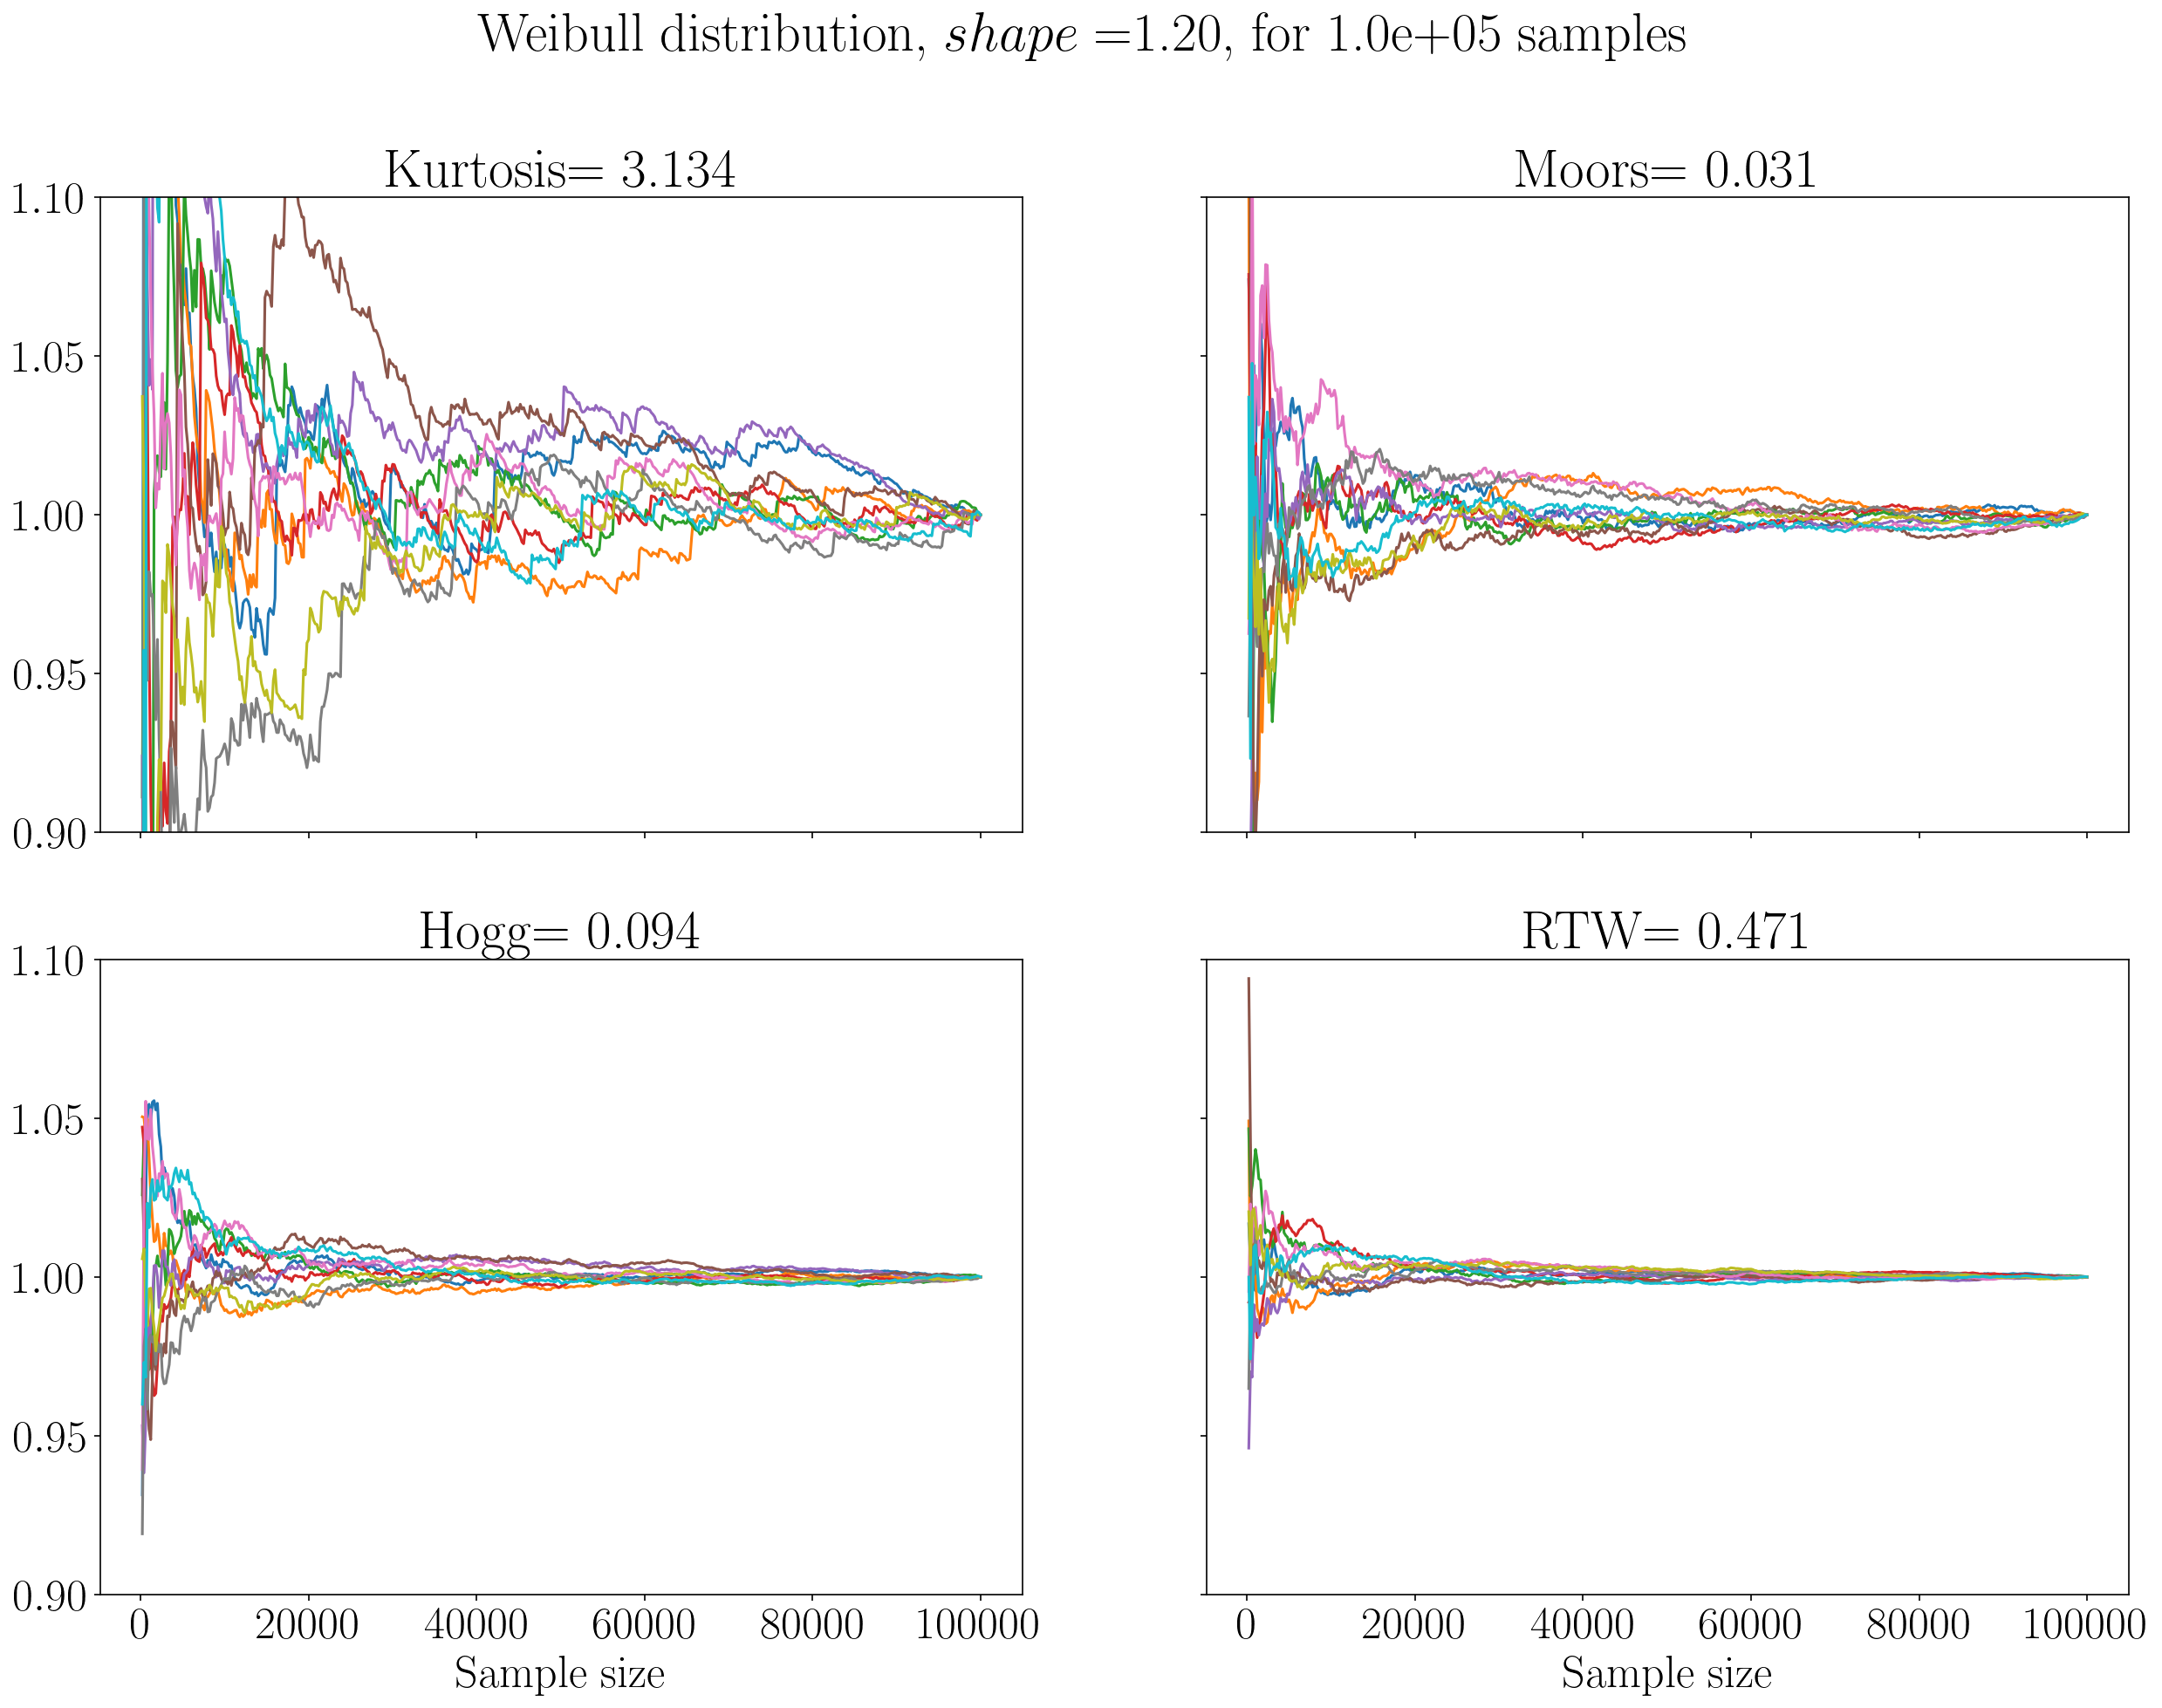 Weibull distribution, shape =1.20, for 1.0e+05 samples
Kurtosis= 3.134
Moors= 0.031
1.10
1.05
1.00
0.95
0.90
Hogg= 0.094
RTW= 0.471
1.10
1.05
1.00
0.95
0.90
0 20000 40000 60000 80000 100000
0 20000 40000 60000 80000 100000
Sample size
Sample size